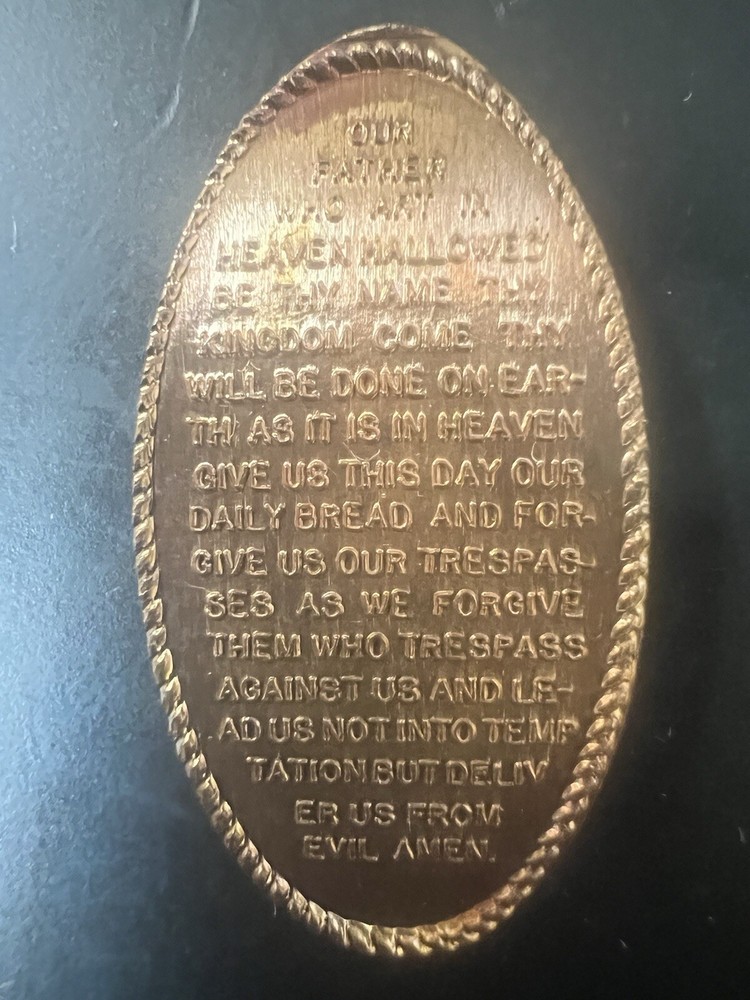 OUR
FATHER
WHO ART IN
HEAVEN HALLOWED
BE THY NAME THY
KINGDOM COME THY
WILL BE DONE ON EAR-
TH AS IT IS IN HEAVEN
GIVE US THIS DAY OUR
DAILY BREAD AND FOR-
GIVE US OUR TRESPAS-
SES AS WE FORGIVE
THEM WHO TRESPASS
AGAINST US AND LE-
AD US NOT INTO TEMP
TATION BUT DELIV
ER US FROM
EVIL AMEN.